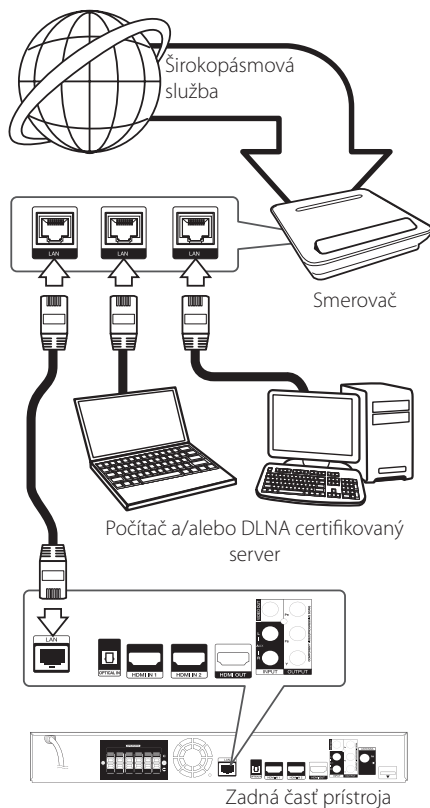 Širokopásmová
služba
LAN
LAN
LAN
Smerovač
Počítač a/alebo DLNA certifikovaný
server
LAN
OPTICAL IN
HDMI IN 1
HDMI IN 2
HDMI OUT
INPUT
OUTPUT
Zadná časť prístroja